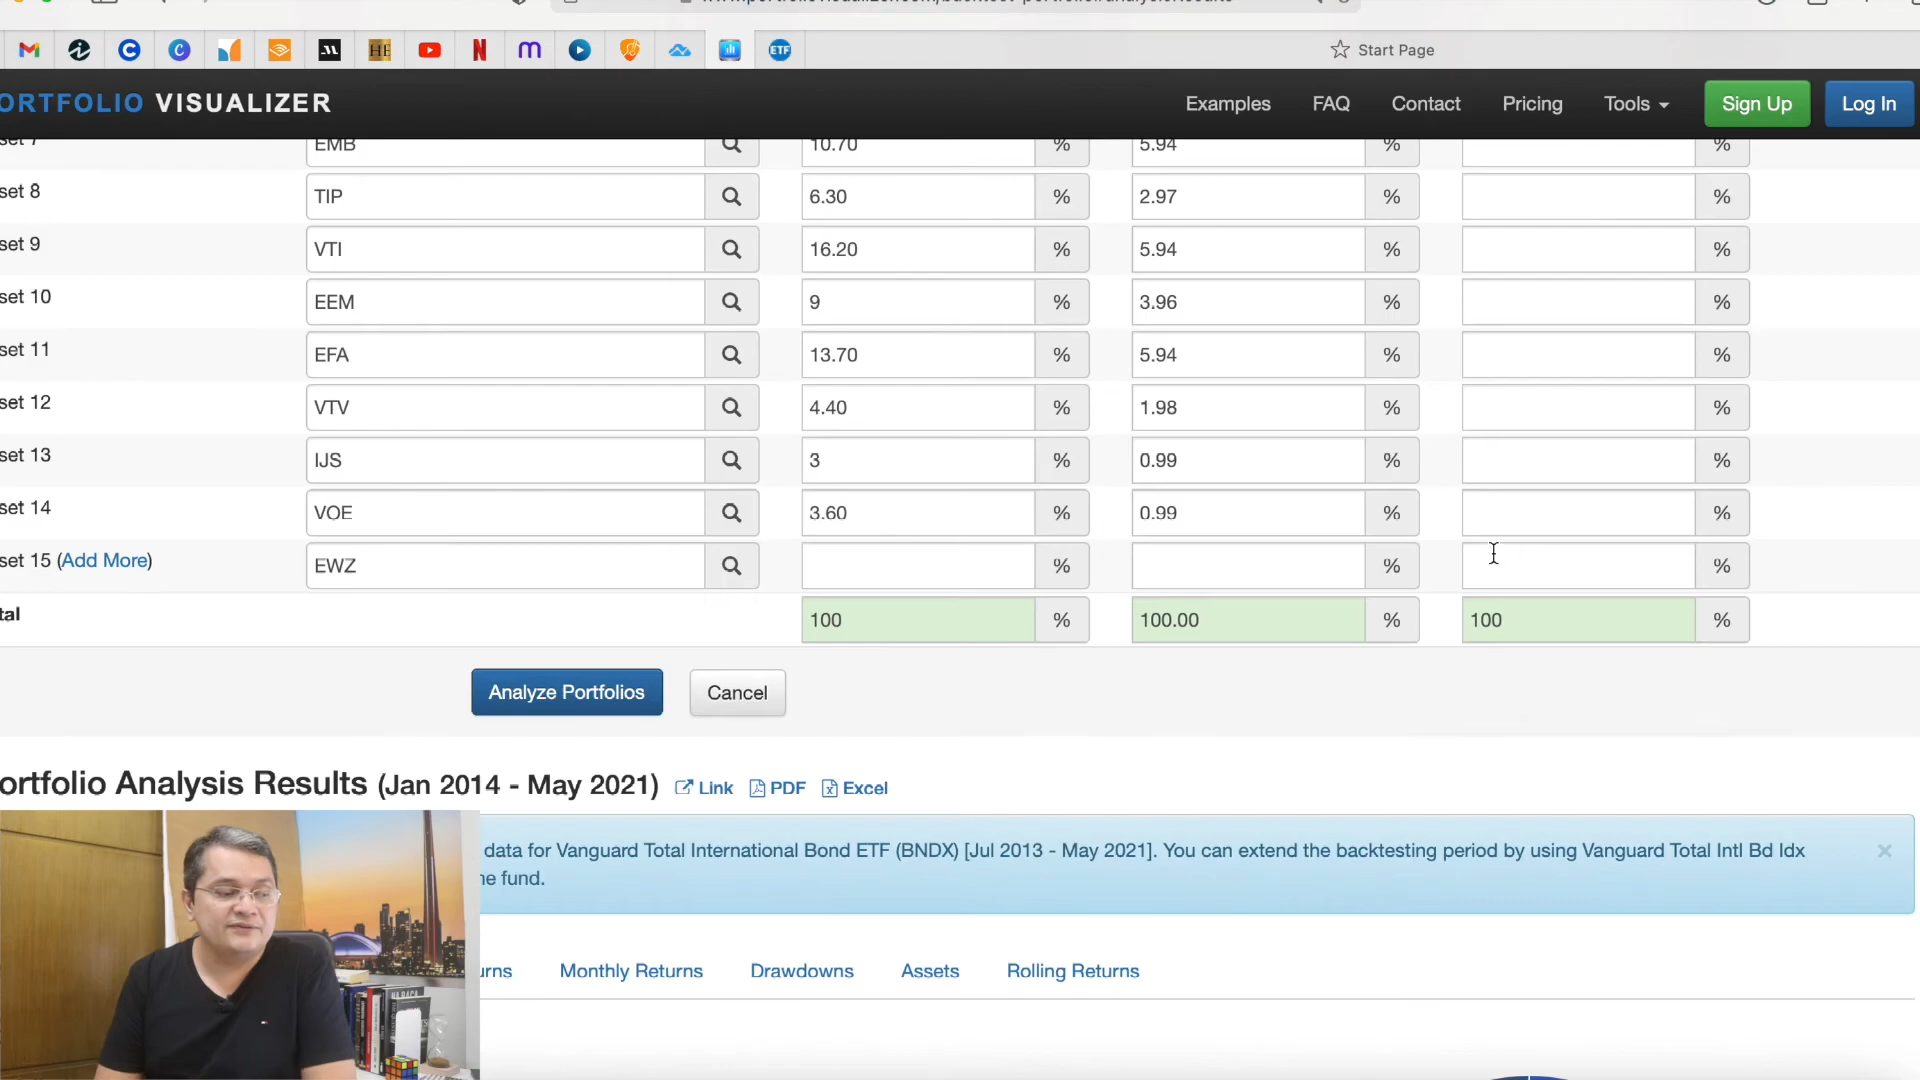 Start Page
ORTFOLIO VISUALIZER
Examples FAQ Contact Pricing Tools Sign Up Log In
EMB 10.70 % 5.94 % %
set 8 TIP 6.30 % 2.97 % %
set 9 VTI 16.20 % 5.94 % %
set 10 EEM 9 % 3.96 % %
set 11 EFA 13.70 % 5.94 % %
set 12 VTV 4.40 % 1.98 % %
set 13 IJS 3 % 0.99 % %
set 14 VOE 3.60 % 0.99 % %
set 15 (Add More) EWZ % % %
tal 100 % 100.00 % 100 %
Analyze Portfolios Cancel
ortfolio Analysis Results (Jan 2014 - May 2021) Link PDF Excel
data for Vanguard Total International Bond ETF (BNDX) [Jul 2013 - May 2021]. You can extend the backtesting period by using Vanguard Total Intl Bd Idx
ne fund.
urns Monthly Returns Drawdowns Assets Rolling Returns